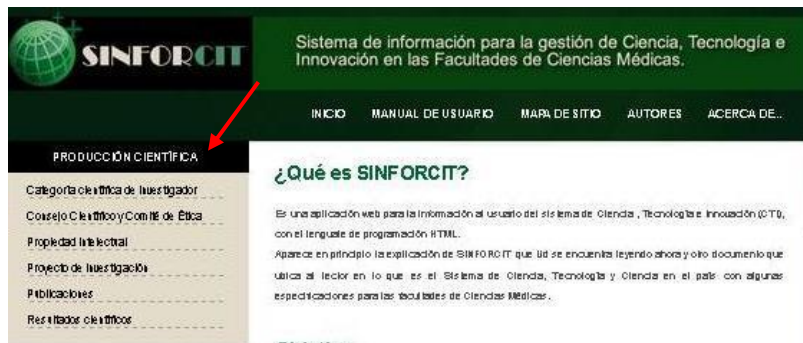 SINFORCIT
Sistema de información para la gestión de Ciencia, Tecnología e
Innovación en las Facultades de Ciencias Médicas.
INICIO MANUAL DE USUARIO MAPA DE SITIO AUTORES ACERCA DE...
PRODUCCIÓN CIENTÍFICA
Categoría científica de Investigador
Consejo Científico y Comité de Ética
Propiedad Intelectual
Proyecto de Investigación
Publicaciones
Resultados científicos
¿Qué es SINFORCIT?
Es una aplicación web para la información al usuario del sistema de Ciencia , Tecnología e Innovación (CTI),
con el lenguaje de programación HTML.
Aparece en principio la explicación de SINFORCIT que Ud se encuentra leyendo ahora y otro documento que
ubica al lector en lo que es el Sistema de Ciencia, Tecnología y Ciencia en el país con algunas
especificaciones para las facultades de Ciencias Médicas.